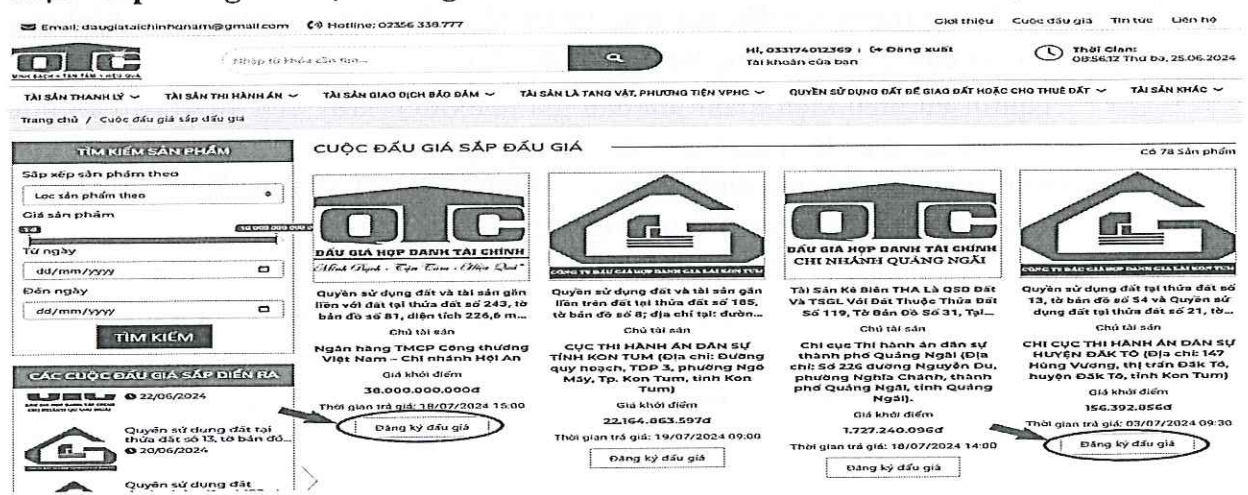 Email: daugiataichinhqnam@gmail.com Hotline: 02356 338.777
Giới thiệu Cuộc đấu giá Tin tức Liên hệ
QTC
MINH BẠCH - TẬN TÂM - HIỆU QUẢ
Nhập từ khóa cần tìm...
Hi, 033174012369 | Đăng xuất
Tài khoản của bạn
Thời Gian:
08:56:12 Thứ ba, 25.06.2024
TÀI SẢN THANH LÝ TÀI SẢN THI HÀNH ÁN TÀI SẢN GIAO DỊCH BẢO ĐẢM TÀI SẢN LÀ TANG VẬT, PHƯƠNG TIỆN VPHC QUYỀN SỬ DỤNG ĐẤT ĐỂ GIAO ĐẤT HOẶC CHO THUÊ ĐẤT TÀI SẢN KHÁC
Trang chủ / Cuộc đấu giá sắp đấu giá
TÌM KIẾM SẢN PHẨM
Sắp xếp sản phẩm theo
Lọc sản phẩm theo
Giá sản phẩm
Từ ngày
dd/mm/yyyy
Đến ngày
dd/mm/yyyy
TÌM KIẾM
CÁC CUỘC ĐẤU GIÁ SẮP DIỄN RA
22/06/2024
Quyền sử dụng đất tại
thửa đất số 13, tờ bản đồ...
20/06/2024
Quyền sử dụng đất
CUỘC ĐẤU GIÁ SẮP ĐẤU GIÁ
Có 78 Sản phẩm
QTC
ĐẤU GIÁ HỢP DANH TÀI CHÍNH
Minh Bạch - Tận Tâm - Hiệu Quả"
Quyền sử dụng đất và tài sản gắn
liền với đất tại thửa đất số 243, tờ
bản đồ số 81, diện tích 226,6 m...
Chủ tài sản
Ngân hàng TMCP Công thương
Việt Nam – Chi nhánh Hội An
Giá khởi điểm
38.000.000.000đ
Thời gian trả giá: 18/07/2024 15:00
Đăng ký đấu giá
CÔNG TY ĐẤU GIÁ HỢP DANH GIA LAI KON TUM
Quyền sử dụng đất và tài sản gắn
liền trên đất tại thửa đất số 185,
tờ bản đồ số 8; địa chỉ tại: đườn...
Chủ tài sản
CỤC THI HÀNH ÁN DÂN SỰ
TỈNH KON TUM (Địa chỉ: Đường
quy hoạch, TDP 3, phường Ngô
Mây, Tp. Kon Tum, tỉnh Kon
Tum)
Giá khởi điểm
22.164.863.597đ
Thời gian trả giá: 19/07/2024 09:00
Đăng ký đấu giá
QTC
ĐẤU GIÁ HỢP DANH TÀI CHÍNH
CHI NHÁNH QUẢNG NGÃI
Tài Sản Kê Biên THA Là QSD Đất
Và TSGL Với Đất Thuộc Thửa Đất
Số 119, Tờ Bản Đồ Số 31, Tại...
Chủ tài sản
Chi cục Thi hành án dân sự
thành phố Quảng Ngãi (Địa
chỉ: Số 226 đường Nguyễn Du,
phường Nghĩa Chánh, thành
phố Quảng Ngãi, tỉnh Quảng
Ngãi).
Giá khởi điểm
1.727.240.096đ
Thời gian trả giá: 18/07/2024 14:00
Đăng ký đấu giá
CÔNG TY ĐẤU GIÁ HỢP DANH GIA LAI KON TUM
Quyền sử dụng đất tại thửa đất số
13, tờ bản đồ số 54 và Quyền sử
dụng đất tại thửa đất số 21, tờ...
Chủ tài sản
CHI CỤC THI HÀNH ÁN DÂN SỰ
HUYỆN ĐĂK TÔ (Địa chỉ: 147
Hùng Vương, thị trấn Đăk Tô,
huyện Đăk Tô, tỉnh Kon Tum)
Giá khởi điểm
156.392.856đ
Thời gian trả giá: 03/07/2024 09:30
Đăng ký đấu giá